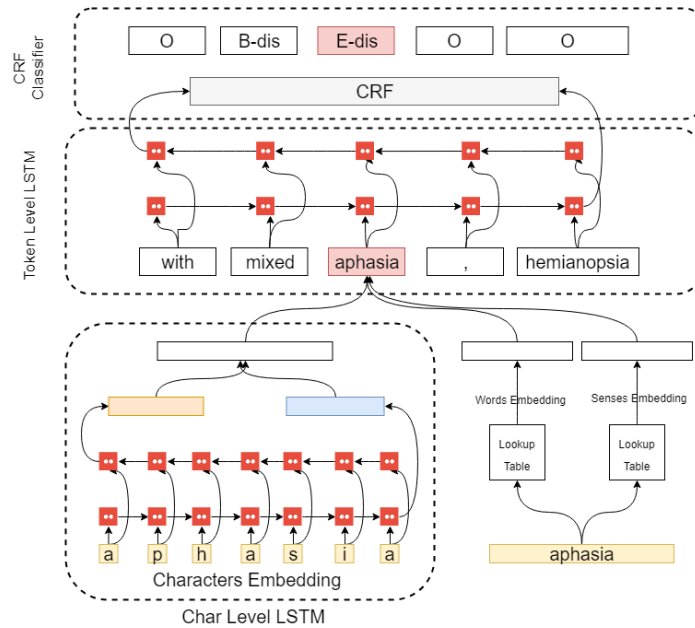 CRF
Classifier
O B-dis E-dis O O
CRF
Token Level LSTM
with mixed aphasia , hemianopsia
Words Embedding Senses Embedding
Lookup
Table
Lookup
Table
a p h a s i a
aphasia
Characters Embedding
Char Level LSTM